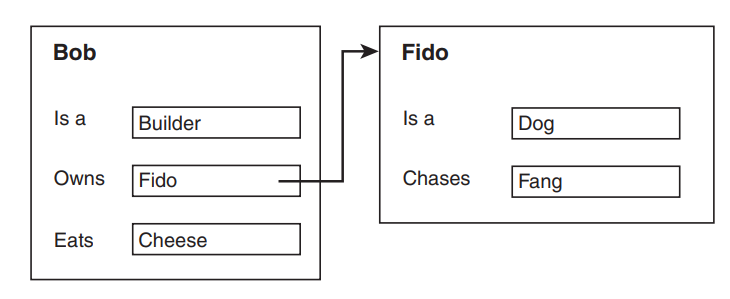 Bob
Is a Builder
Owns Fido
Eats Cheese
Fido
Is a Dog
Chases Fang